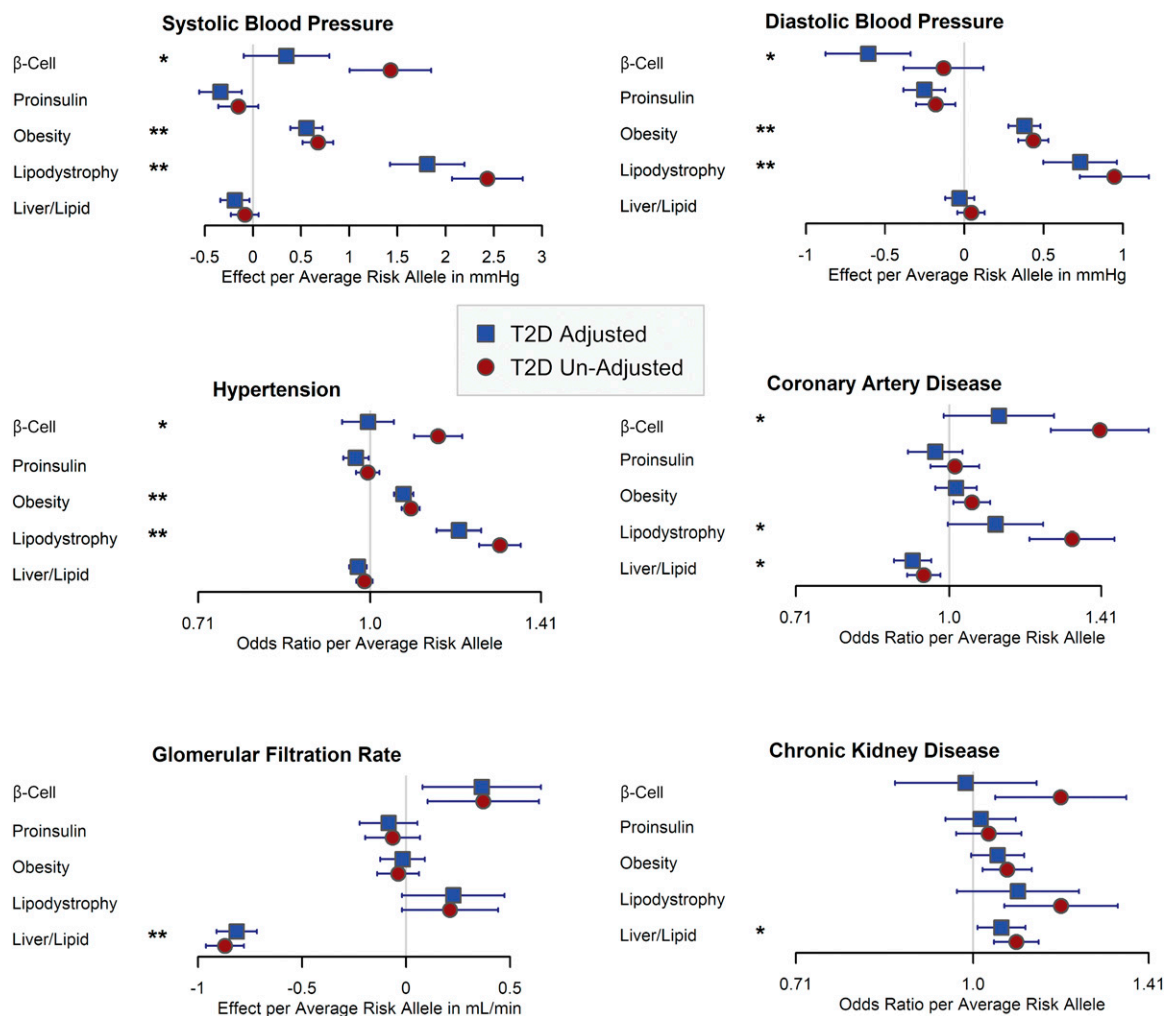 Systolic Blood Pressure
β-Cell *
Proinsulin
Obesity **
Lipodystrophy **
Liver/Lipid
-0.5 0 0.5 1 1.5 2 2.5 3
Effect per Average Risk Allele in mmHg
Diastolic Blood Pressure
β-Cell *
Proinsulin
Obesity **
Lipodystrophy **
Liver/Lipid
-1 -0.5 0 0.5 1
Effect per Average Risk Allele in mmHg
T2D Adjusted
T2D Un-Adjusted
Hypertension
β-Cell *
Proinsulin
Obesity **
Lipodystrophy **
Liver/Lipid
0.71 1.0 1.41
Odds Ratio per Average Risk Allele
Coronary Artery Disease
β-Cell *
Proinsulin
Obesity
Lipodystrophy *
Liver/Lipid *
0.71 1.0 1.41
Odds Ratio per Average Risk Allele
Glomerular Filtration Rate
β-Cell
Proinsulin
Obesity
Lipodystrophy
Liver/Lipid **
-1 -0.5 0 0.5
Effect per Average Risk Allele in mL/min
Chronic Kidney Disease
β-Cell
Proinsulin
Obesity
Lipodystrophy
Liver/Lipid *
0.71 1.0 1.41
Odds Ratio per Average Risk Allele